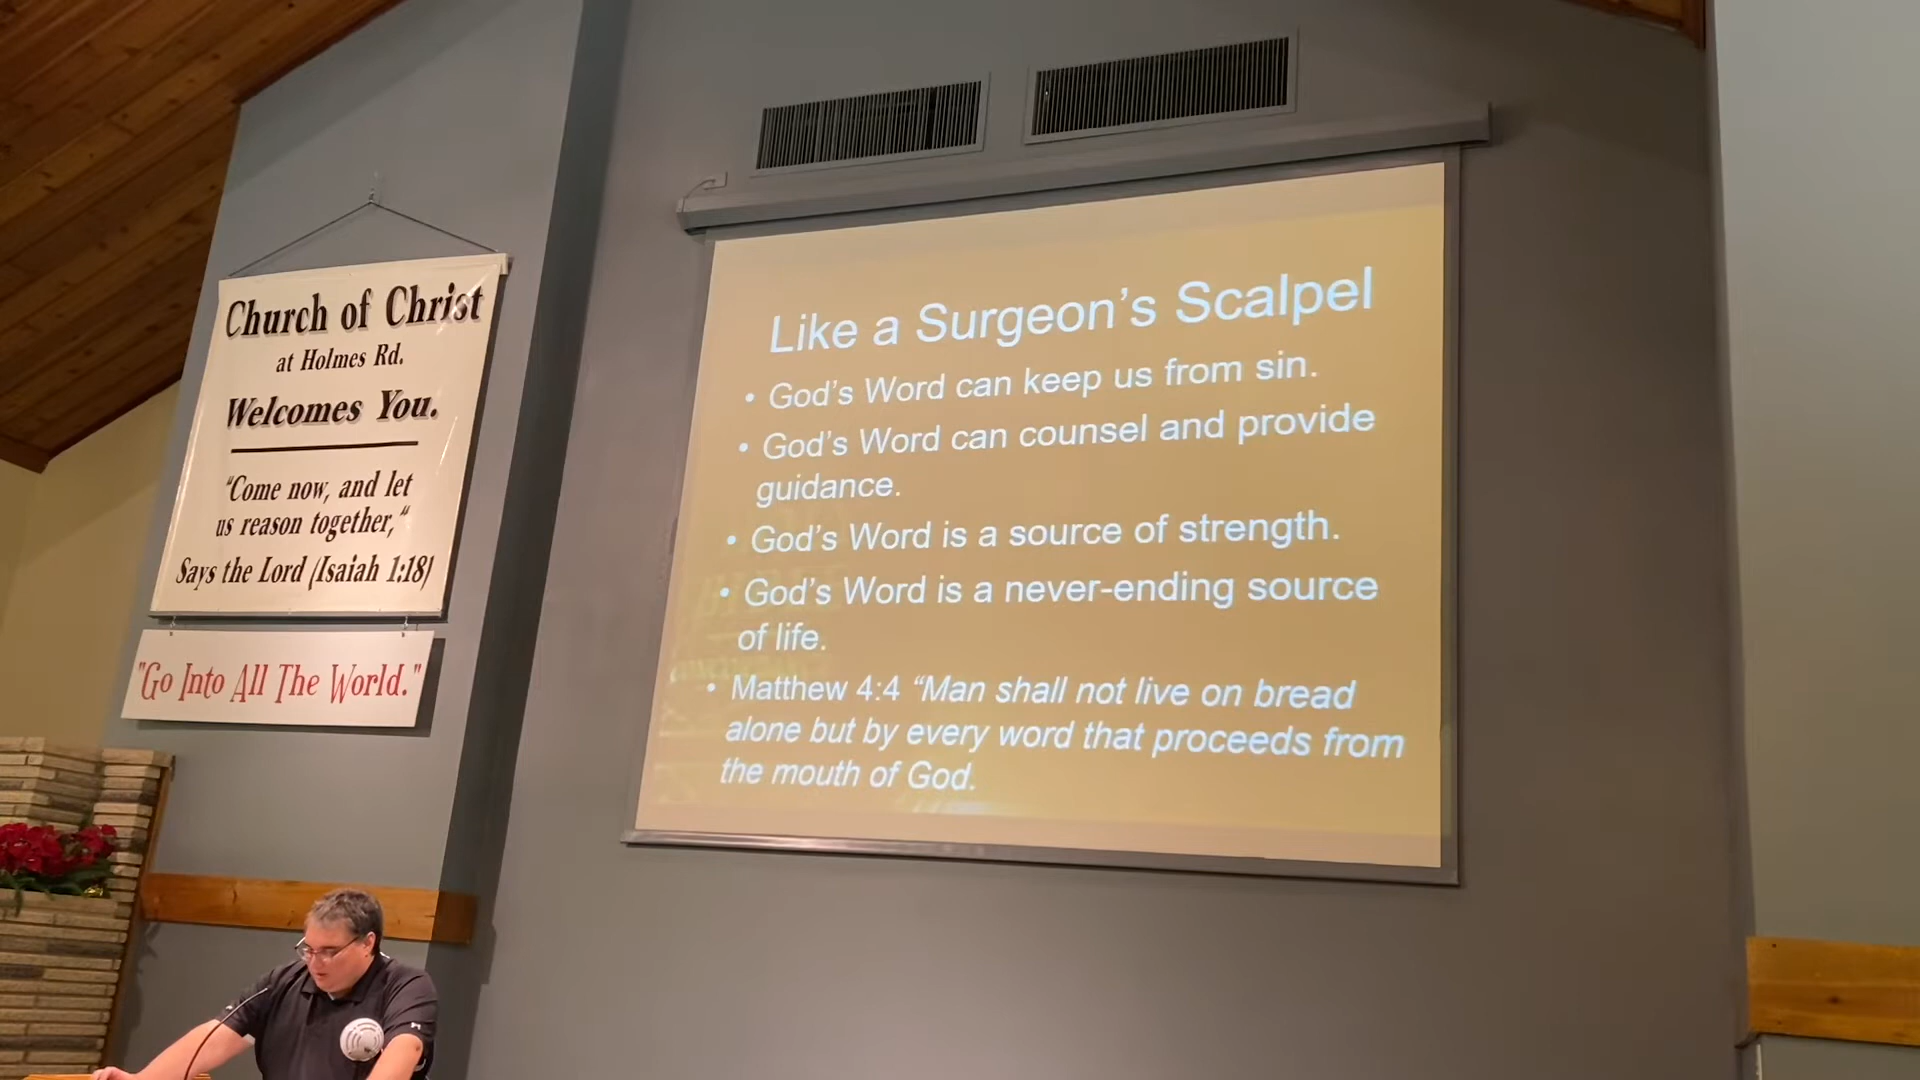 Church of Christ
at Holmes Rd.
Welcomes You.
"Come now, and let
us reason together,"
Says the Lord (Isaiah 1:18)
"Go Into All The World."
Like a Surgeon's Scalpel
• God's Word can keep us from sin.
• God's Word can counsel and provide
guidance.
• God's Word is a source of strength.
• God's Word is a never-ending source
of life.
• Matthew 4:4 "Man shall not live on bread
alone but by every word that proceeds from
the mouth of God.